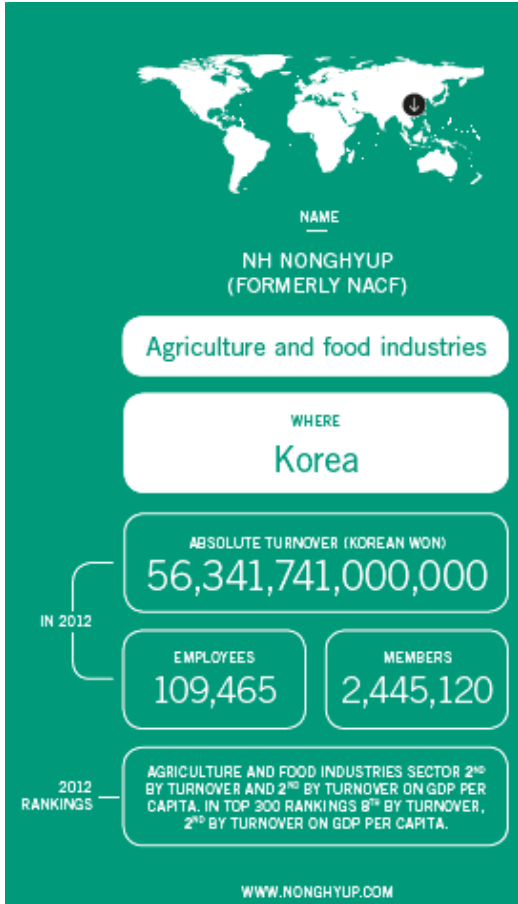 NAME
NH NONGHYUP
(FORMERLY NACF)
Agriculture and food industries
WHERE
Korea
ABSOLUTE TURNOVER (KOREAN WON)
56,341,741,000,000
IN 2012
EMPLOYEES
109,465
MEMBERS
2,445,120
2012
RANKINGS
AGRICULTURE AND FOOD INDUSTRIES SECTOR 2ND
BY TURNOVER AND 2ND BY TURNOVER ON GDP PER
CAPITA. IN TOP 300 RANKINGS 8TH BY TURNOVER,
2ND BY TURNOVER ON GDP PER CAPITA.
WWW.NONGHYUP.COM